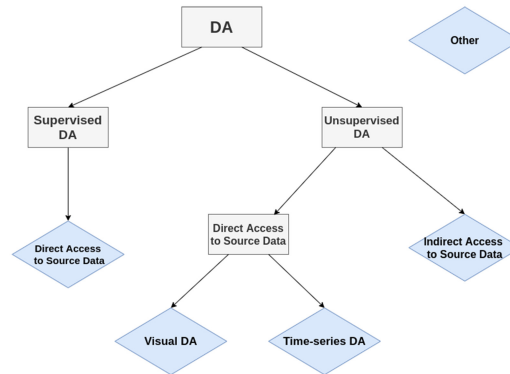 DA
Other
Supervised
DA
Unsupervised
DA
Direct Access
to Source Data
Direct Access
to Source Data
Indirect Access
to Source Data
Visual DA
Time-series DA